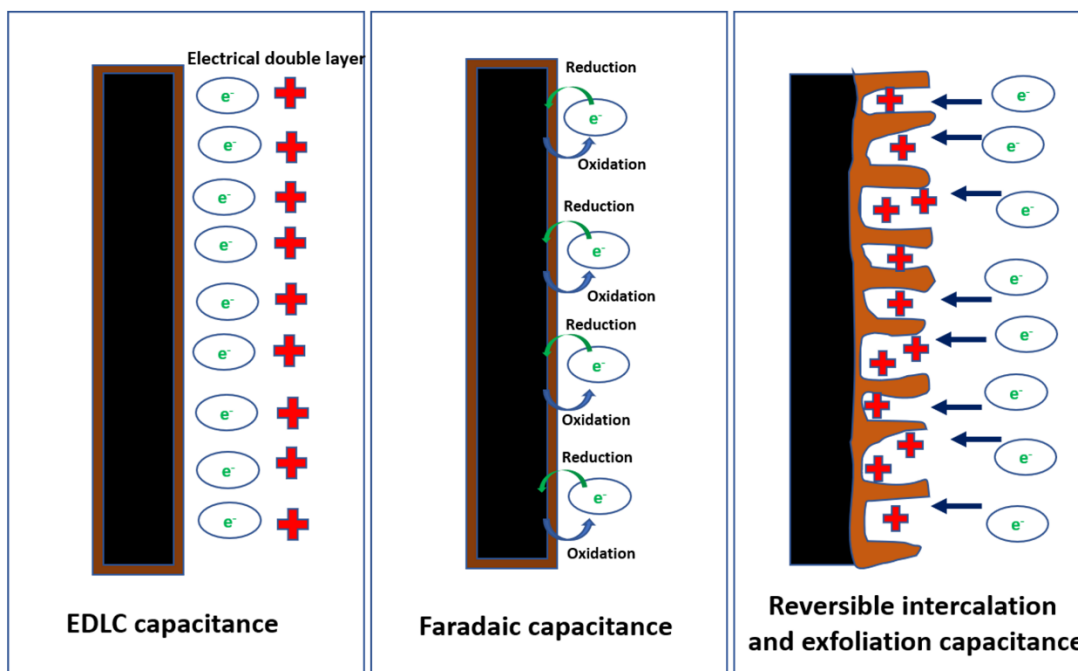 Electrical double layer
e⁻
e⁻
e⁻
e⁻
e⁻
e⁻
e⁻
e⁻
e⁻
EDLC capacitance
Reduction
e⁻
Oxidation
Reduction
e⁻
Oxidation
Reduction
e⁻
Oxidation
Reduction
e⁻
Oxidation
Faradaic capacitance
e⁻
e⁻
e⁻
e⁻
e⁻
e⁻
e⁻
e⁻
Reversible intercalation
and exfoliation capacitance